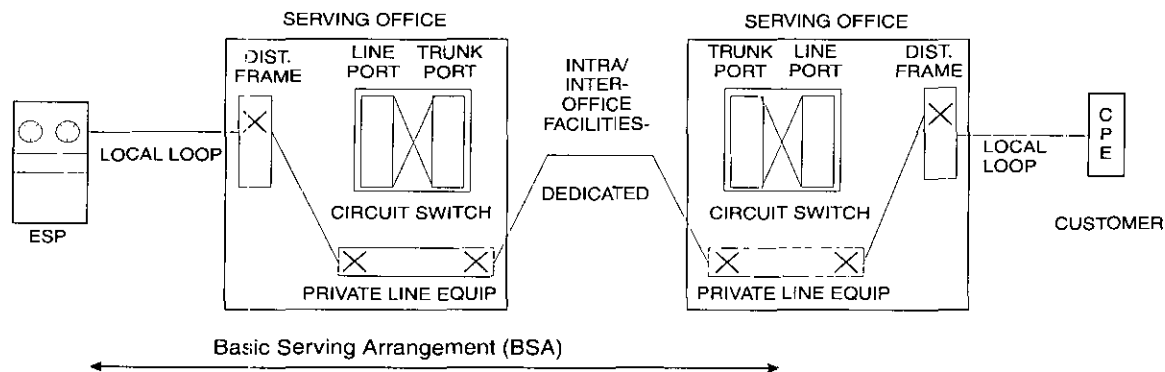 SERVING OFFICE
SERVING OFFICE
DIST.
FRAME
LINE
PORT
TRUNK
PORT
INTRA/
INTER-
OFFICE
FACILITIES-
TRUNK
PORT
LINE
PORT
DIST.
FRAME
LOCAL LOOP
LOCAL
LOOP
C
P
E
DEDICATED
CIRCUIT SWITCH
CIRCUIT SWITCH
ESP
CUSTOMER
PRIVATE LINE EQUIP
PRIVATE LINE EQUIP
Basic Serving Arrangement (BSA)